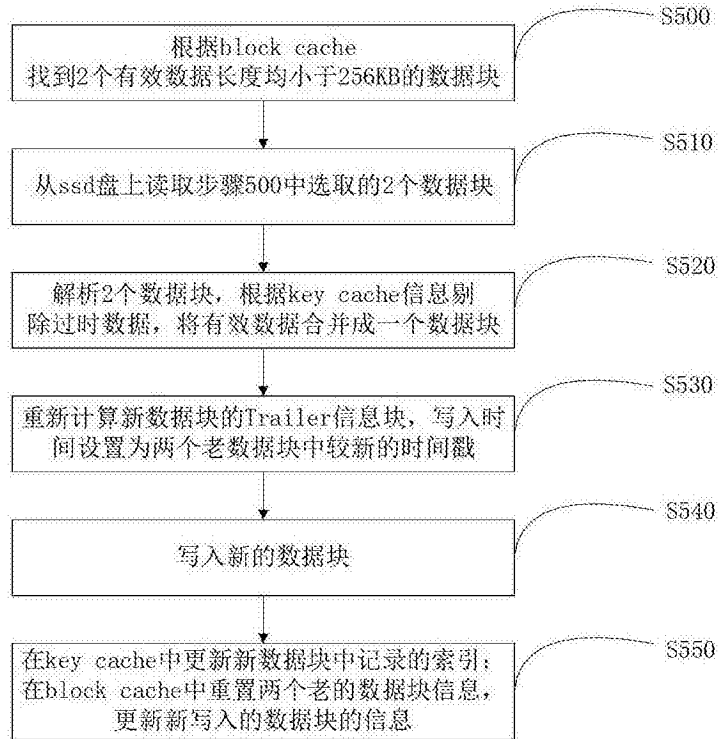 S500
根据block cache
找到2个有效数据长度均小于256KB的数据块
S510
从ssd盘上读取步骤500中选取的2个数据块
S520
解析2个数据块，根据key cache信息剔
除过时数据，将有效数据合并成一个数据块
S530
重新计算新数据块的Trailer信息块，写入时
间设置为两个老数据块中较新的时间戳
S540
写入新的数据块
S550
在key cache中更新新数据块中记录的索引；
在block cache中重置两个老的数据块信息，
更新新写入的数据块的信息